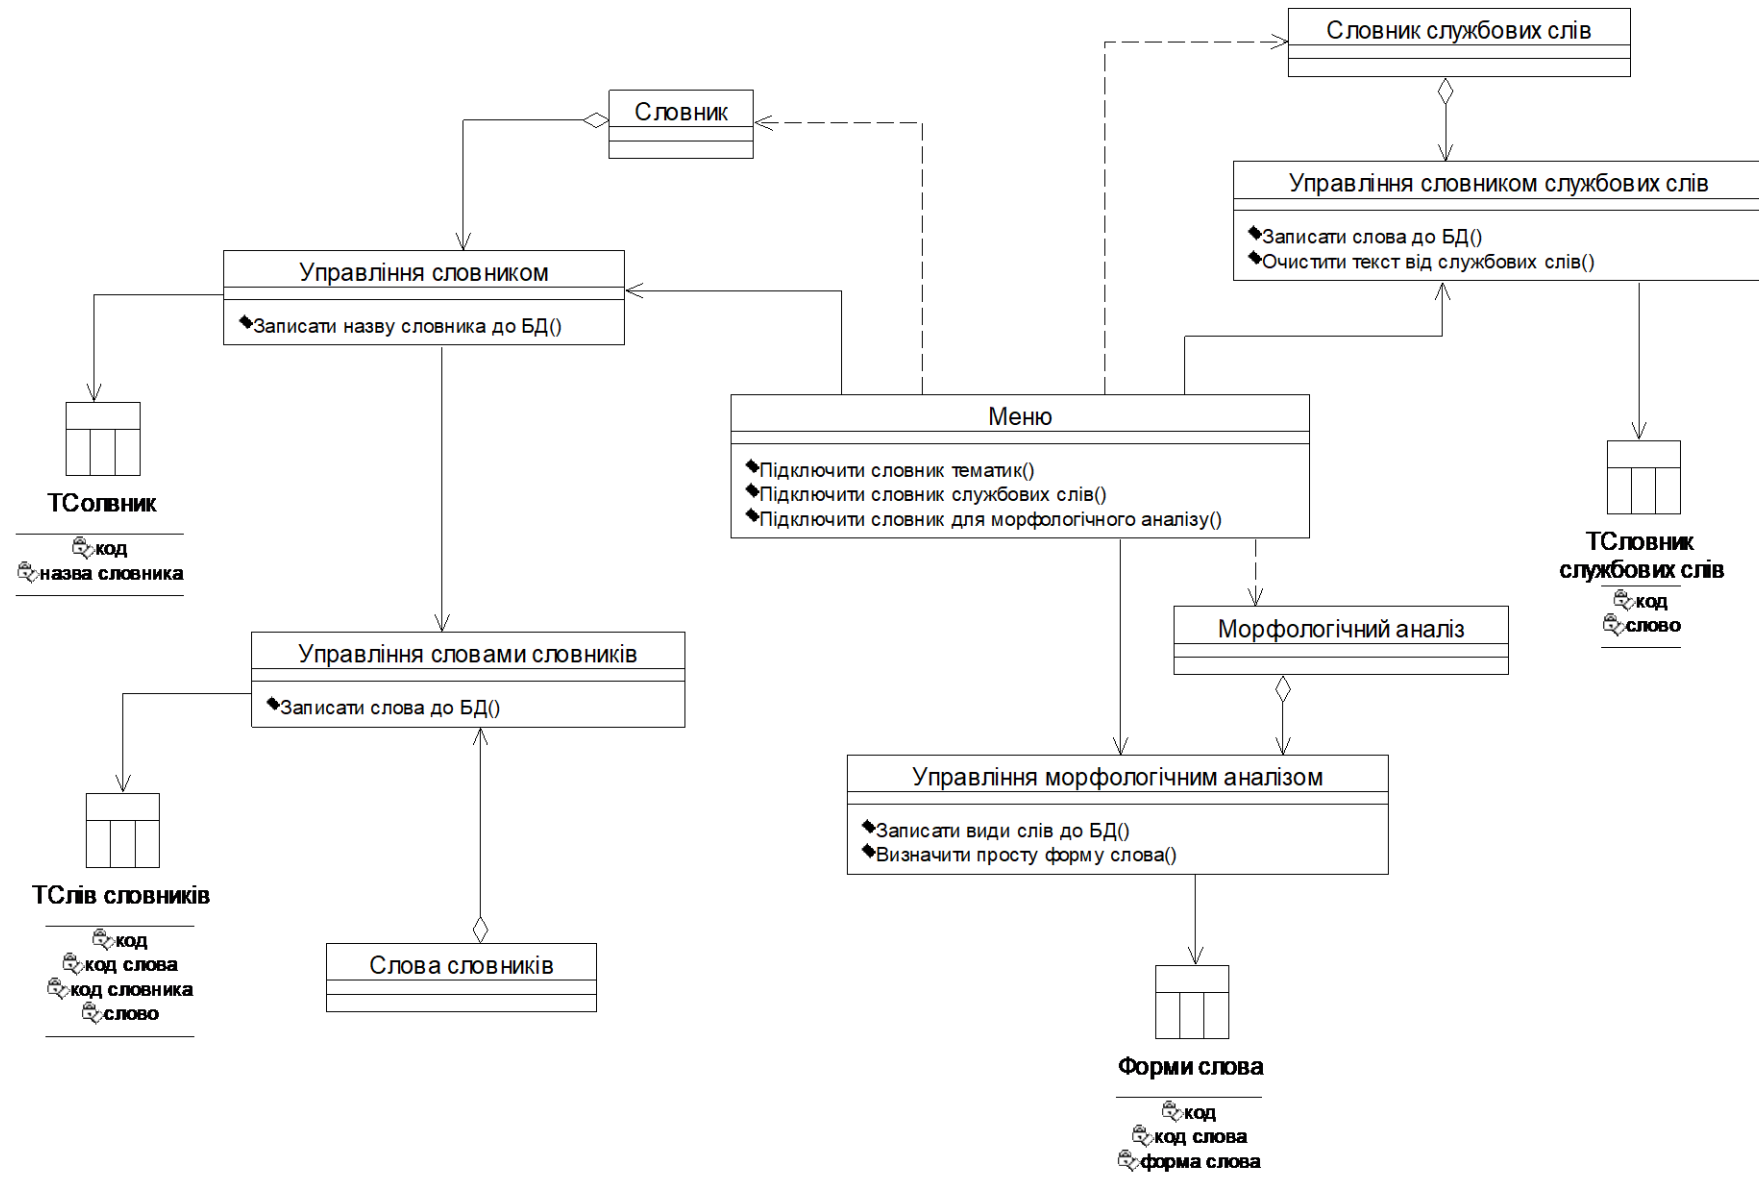 Словник службових слів
Словник
Управління словником службових слів
Записати слова до БД()
Очистити текст від службових слів()
Управління словником
Записати назву словника до БД()
Меню
Підключити словник тематик()
Підключити словник службових слів()
Підключити словник для морфологічного аналізу()
ТСолвник
код
назва словника
ТСловник
службових слів
код
слово
Морфологічний аналіз
Управління словами словників
Записати слова до БД()
Управління морфологічним аналізом
Записати види слів до БД()
Визначити просту форму слова()
ТСлів словників
код
код слова
код словника
слово
Слова словників
Форми слова
код
код слова
форма слова